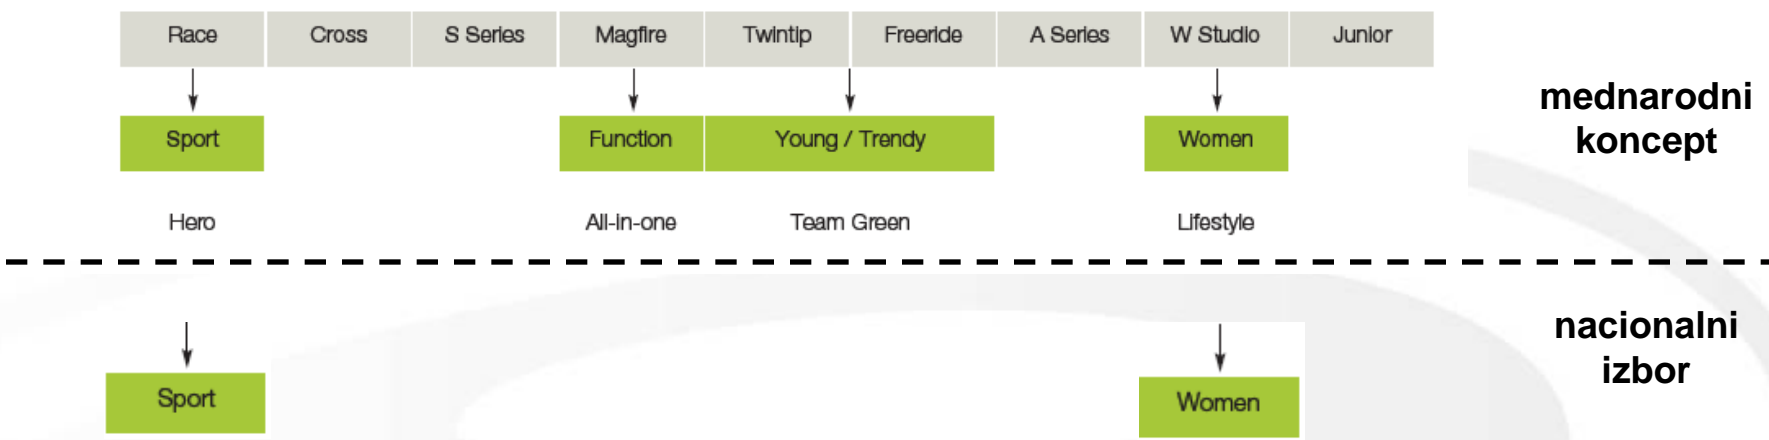 Race Cross S Series Magfire Twintip Freeride A Series W Studio Junior
mednarodni
koncept
Sport Function Young / Trendy Women
Hero All-in-one Team Green Lifestyle
nacionalni
izbor
Sport Women